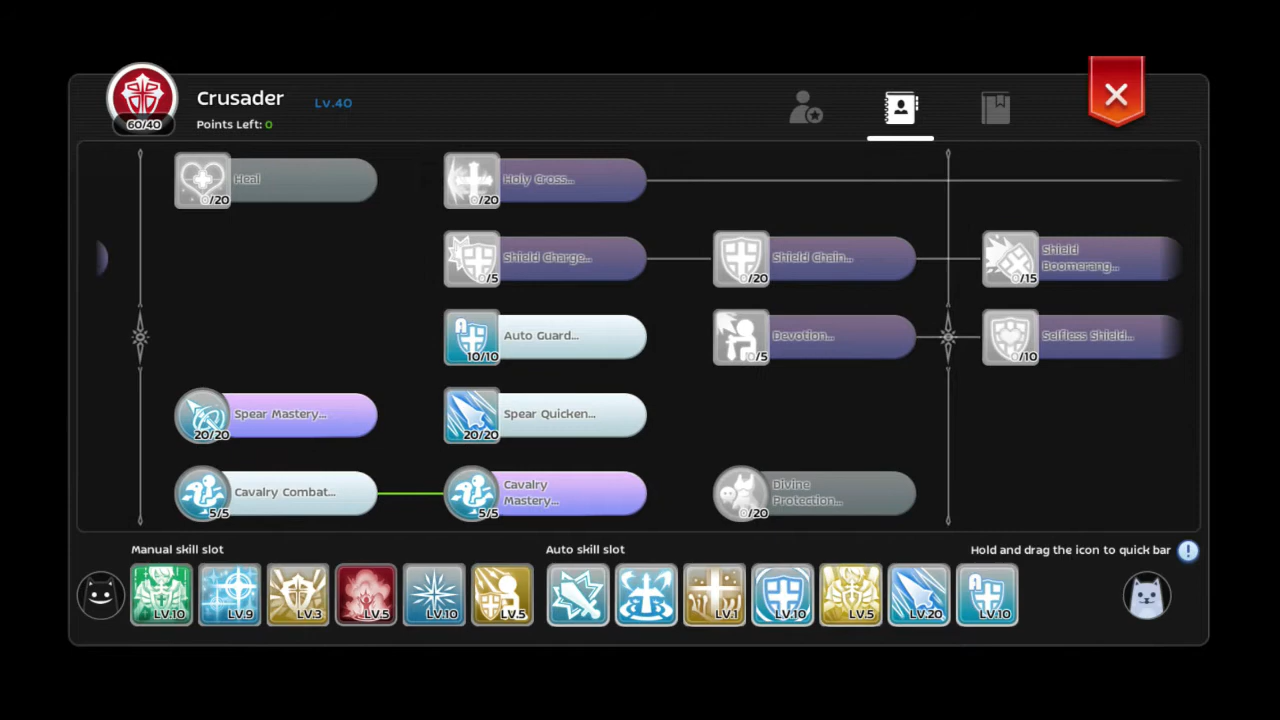 Crusader
Lv.40
60/40
Points Left: 0
Heal
0/20
Holy Cross...
0/20
Shield Charge...
0/5
Shield Chain...
0/20
Shield
Boomerang...
0/15
Auto Guard...
10/10
Devotion...
0/5
Selfless Shield...
0/10
Spear Mastery...
20/20
Spear Quicken...
20/20
Cavalry Combat...
5/5
Cavalry
Mastery...
5/5
Divine
Protection...
0/20
Manual skill slot
Auto skill slot
Hold and drag the icon to quick bar
LV.10
LV.9
LV.3
LV.5
LV.10
LV.5
LV.1
LV.10
LV.5
LV.20
LV.10